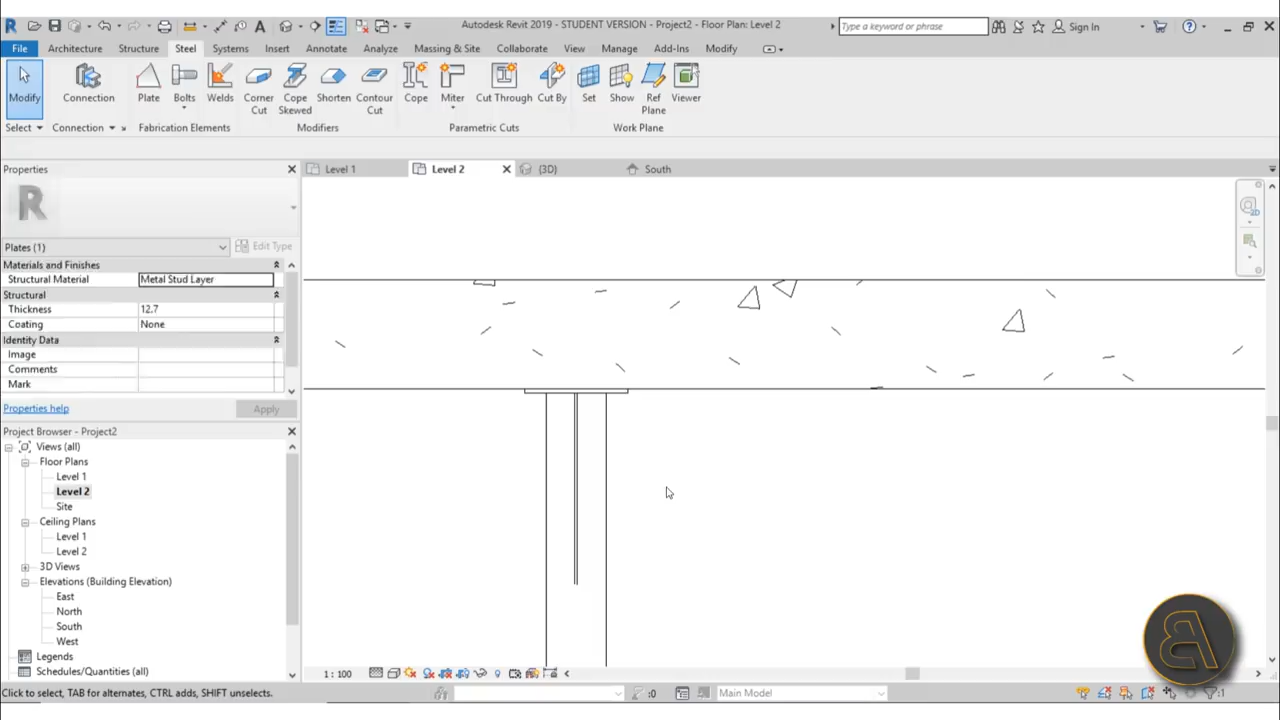 Autodesk Revit 2019 - STUDENT VERSION - Project2 - Floor Plan: Level 2
Type a keyword or phrase
Sign In
File Architecture Structure Steel Systems Insert Annotate Analyze Massing & Site Collaborate View Manage Add-Ins Modify
Modify Connection Plate Bolts Welds Corner Cut Cope Skewed Shorten Contour Cut Cope Miter Cut Through Cut By Set Show Ref Plane Viewer
Select Connection Fabrication Elements Modifiers Parametric Cuts Work Plane
Properties
Level 1 Level 2 (3D) South
Plates (1) Edit Type
Materials and Finishes
Structural Material Metal Stud Layer
Structural
Thickness 12.7
Coating None
Identity Data
Image
Comments
Mark
Properties help Apply
Project Browser - Project2
Views (all)
Floor Plans
Level 1
Level 2
Site
Ceiling Plans
Level 1
Level 2
3D Views
Elevations (Building Elevation)
East
North
South
West
Legends
Schedules/Quantities (all)
1 : 100
Click to select, TAB for alternates, CTRL adds, SHIFT unselects.
:0
Main Model
:1